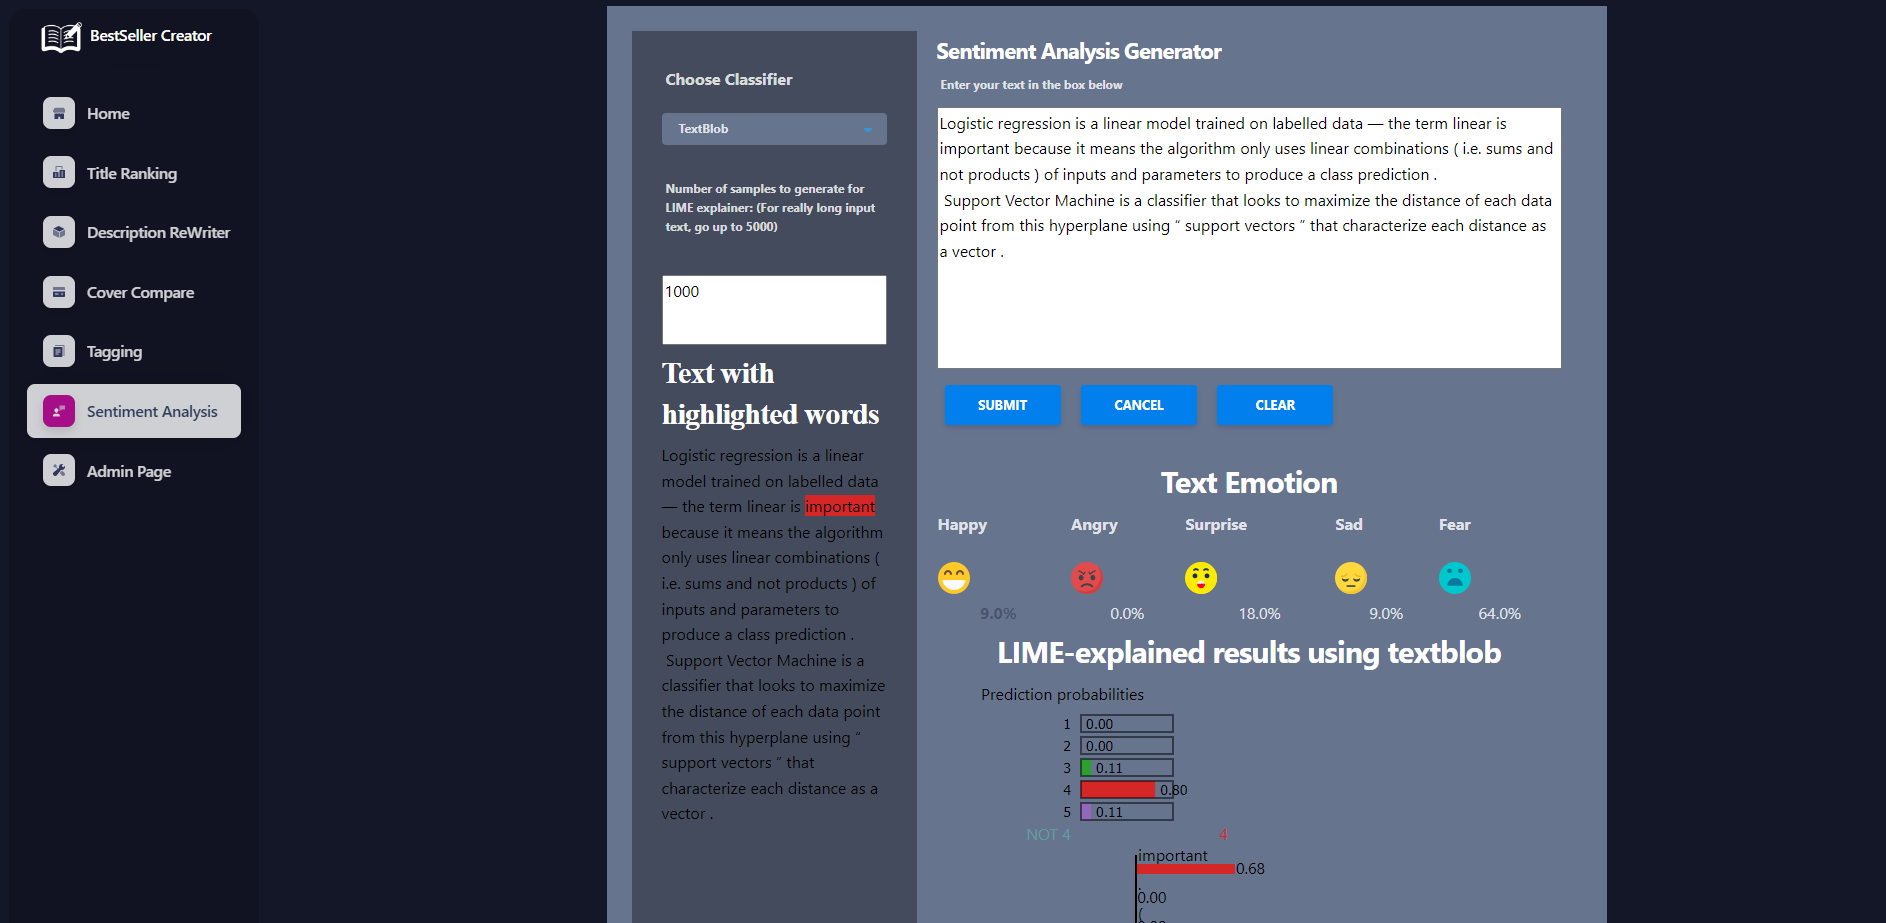 BestSeller Creator
Home
Title Ranking
Description ReWriter
Cover Compare
Tagging
Sentiment Analysis
Admin Page
Choose Classifier
TextBlob
Number of samples to generate for
LIME explainer: (For really long input
text, go up to 5000)
1000
Text with
highlighted words
Logistic regression is a linear
model trained on labelled data
— the term linear is important
because it means the algorithm
only uses linear combinations (
i.e. sums and not products ) of
inputs and parameters to
produce a class prediction .
Support Vector Machine is a
classifier that looks to maximize
the distance of each data point
from this hyperplane using “
support vectors ” that
characterize each distance as a
vector .
Sentiment Analysis Generator
Enter your text in the box below
Logistic regression is a linear model trained on labelled data — the term linear is
important because it means the algorithm only uses linear combinations ( i.e. sums and
not products ) of inputs and parameters to produce a class prediction .
Support Vector Machine is a classifier that looks to maximize the distance of each data
point from this hyperplane using “ support vectors ” that characterize each distance as
a vector .
SUBMIT CANCEL CLEAR
Text Emotion
Happy Angry Surprise Sad Fear
9.0% 0.0% 18.0% 9.0% 64.0%
LIME-explained results using textblob
Prediction probabilities
1 0.00
2 0.00
3 0.11
4 0.80
5 0.11
NOT 4 4
important
0.68
.
0.00
(